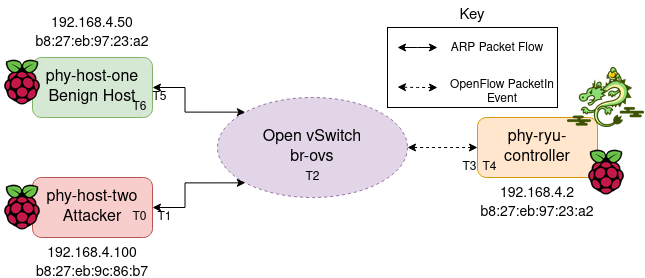 Key
ARP Packet Flow
OpenFlow PacketIn
Event
192.168.4.50
b8:27:eb:97:23:a2
phy-host-one
Benign Host
T6
T5
Open vSwitch
br-ovs
T2
phy-ryu-
controller
T3
T4
192.168.4.2
b8:27:eb:97:23:a2
phy-host-two
Attacker
T0
T1
192.168.4.100
b8:27:eb:9c:86:b7